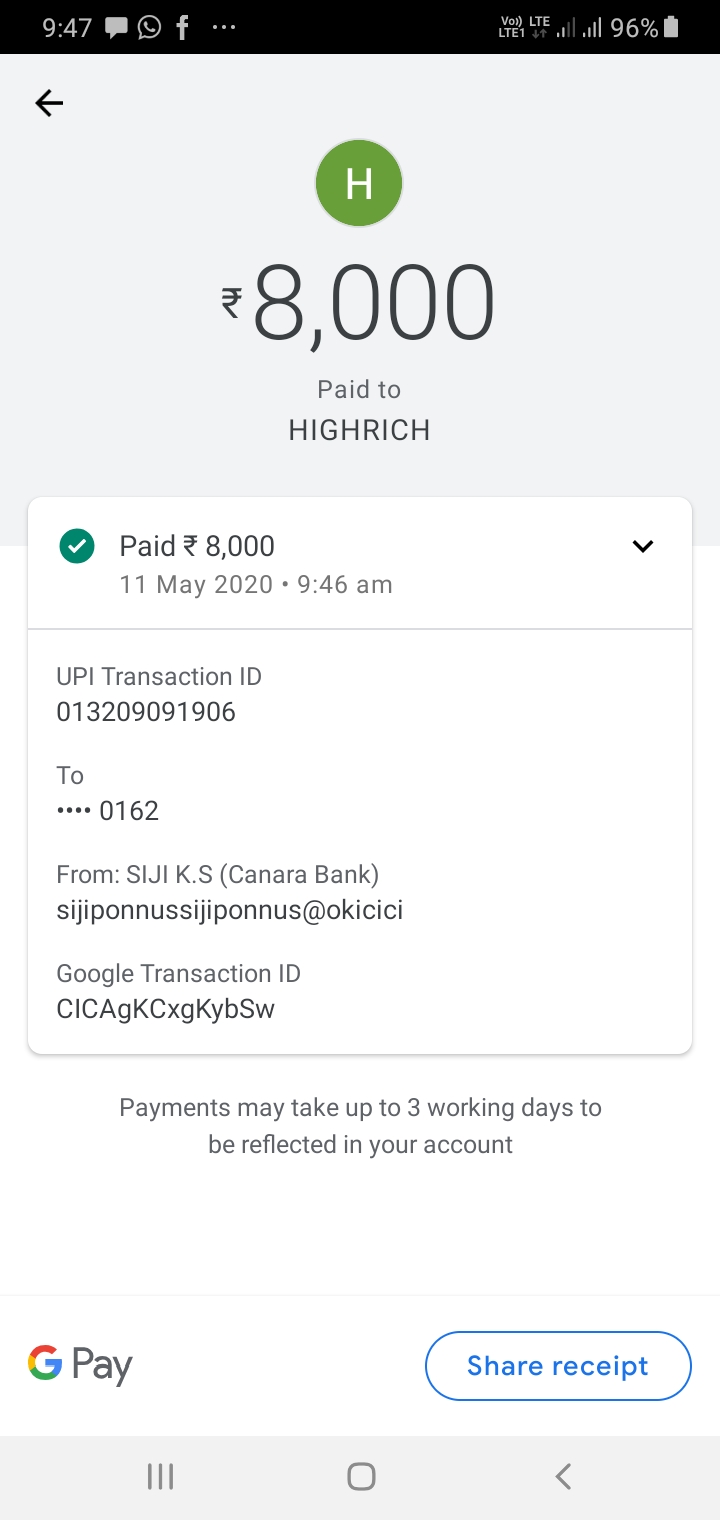 9:47
Vo)) LTE
LTE1
96%
H
₹8,000
Paid to
HIGHRICH
Paid ₹ 8,000
11 May 2020 • 9:46 am
UPI Transaction ID
013209091906
To
•••• 0162
From: SIJI K.S (Canara Bank)
sijiponnussijiponnus@okicici
Google Transaction ID
CICAgKCxgKybSw
Payments may take up to 3 working days to
be reflected in your account
G Pay
Share receipt